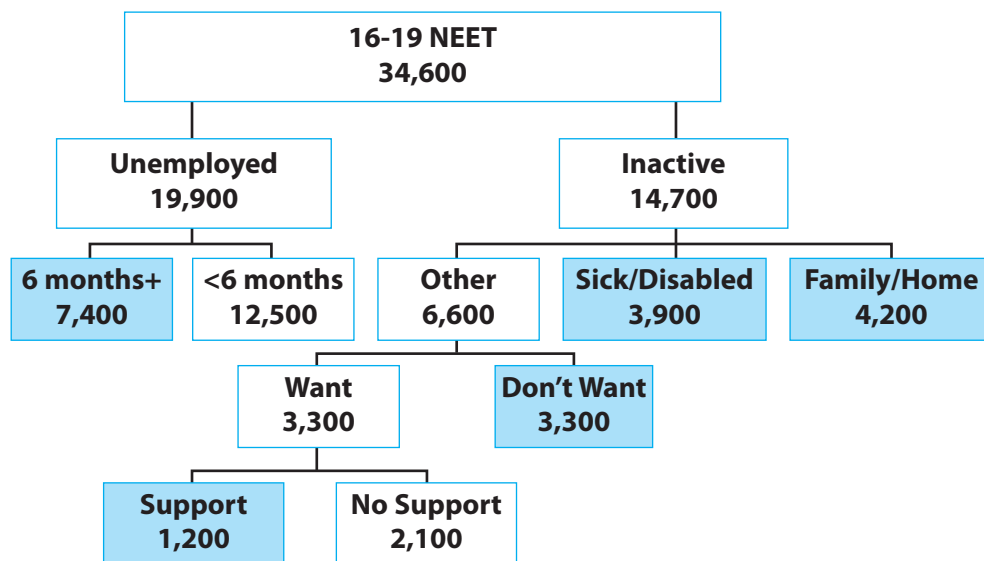 16-19 NEET
34,600
Unemployed
19,900
Inactive
14,700
6 months+
7,400
<6 months
12,500
Other
6,600
Sick/Disabled
3,900
Family/Home
4,200
Want
3,300
Don’t Want
3,300
Support
1,200
No Support
2,100